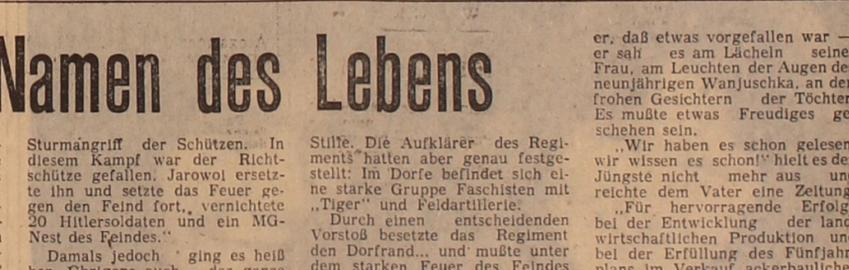 Namen des Lebens
Sturmangriff der Schützen. In
diesem Kampf war der Richt-
schütze gefallen. Jarowoi ersetz-
te ihn und setzte das Feuer ge-
gen den Feind fort, vernichtete
20 Hitlersoldaten und ein MG-
Nest des Feindes."
Damals jedoch ging es heiß
Stille. Die Aufklärer des Regi-
ments hatten aber genau festge-
stellt: Im Dorfe befindet sich ei-
ne starke Gruppe Faschisten mit
„Tiger" und Feldartillerie.
Durch einen entscheidenden
Vorstoß besetzte das Regiment
den Dorfrand... und mußte unter
dem starken Feuer des Feindes
er, daß etwas vorgefallen war —
er sah es am Lächeln seine
Frau, am Leuchten der Augen de
neunjährigen Wanjuschka, an de
frohen Gesichtern der Töchter
Es mußte etwas Freudiges ge
schehen sein.
„Wir haben es schon gelesen
wir wissen es schon!" hielt es de
Jüngste nicht mehr aus un
reichte dem Vater eine Zeitung
„Für hervorragende Erfolg
bei der Entwicklung der land
wirtschaftlichen Produktion un
bei der Erfüllung des Fünfjahr
plans im Verkauf